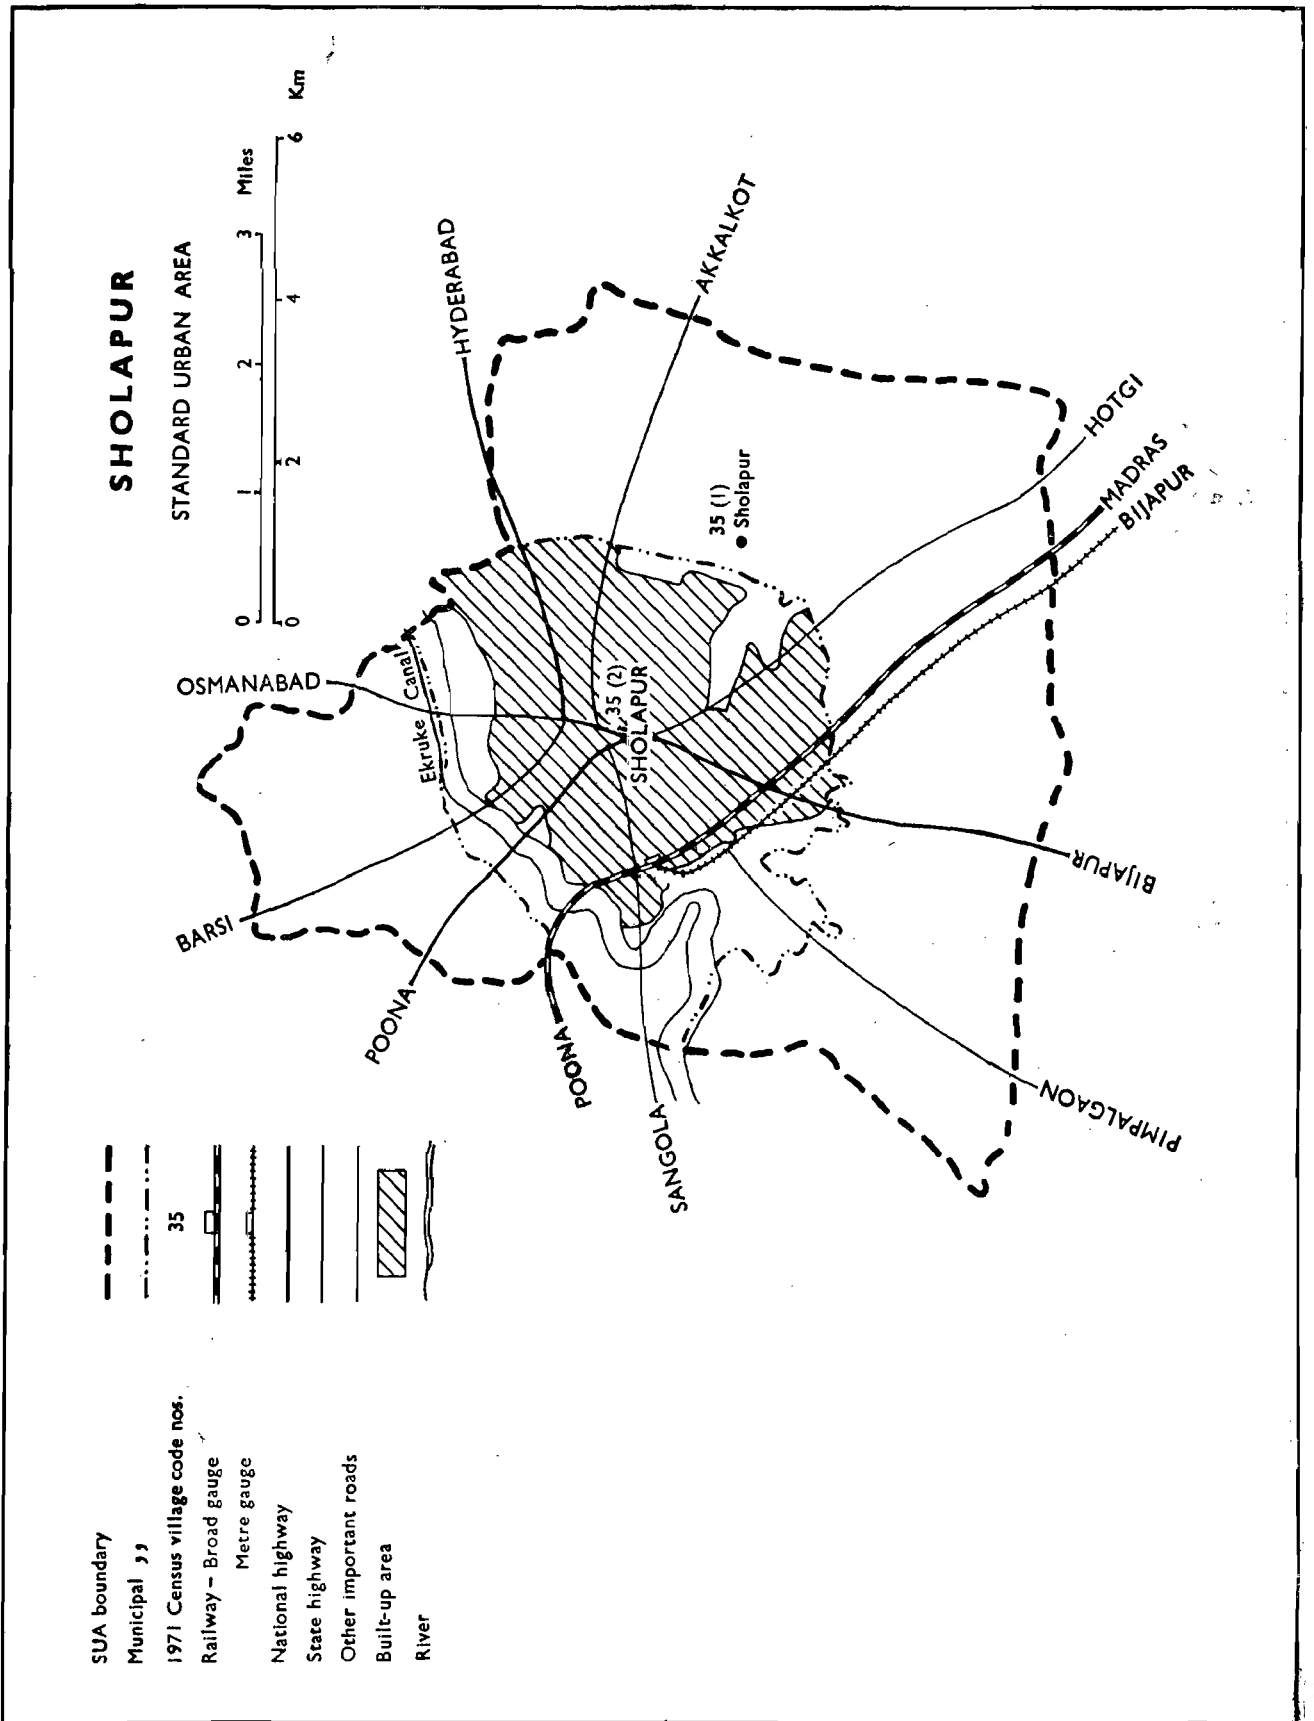 SHOLAPUR
STANDARD URBAN AREA
0 1 2 3 Miles
0 2 4 6 Km
SUA boundary
Municipal ,,
1971 Census village code nos. 35
Railway – Broad gauge
Metre gauge
National highway
State highway
Other important roads
Built-up area
River
OSMANABAD
HYDERABAD
AKKALKOT
HOTGI
MADRAS
BIJAPUR
BIJAPUR
PIMPALGAON
SANGOLA
POONA
POONA
BARSI
Ekruke Canal
35 (2)
SHOLAPUR
35 (1)
Sholapur